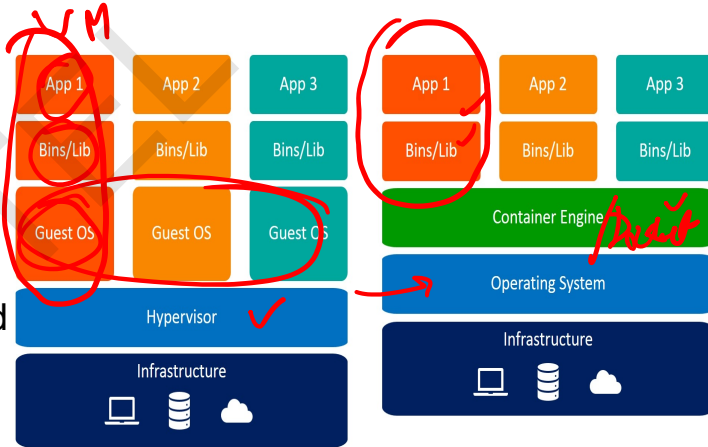 VM
App 1 App 2 App 3
Bins/Lib Bins/Lib Bins/Lib
Guest OS Guest OS Guest OS
d Hypervisor
Infrastructure
App 1 App 2 App 3
Bins/Lib Bins/Lib Bins/Lib
Container Engine
Operating System
Infrastructure